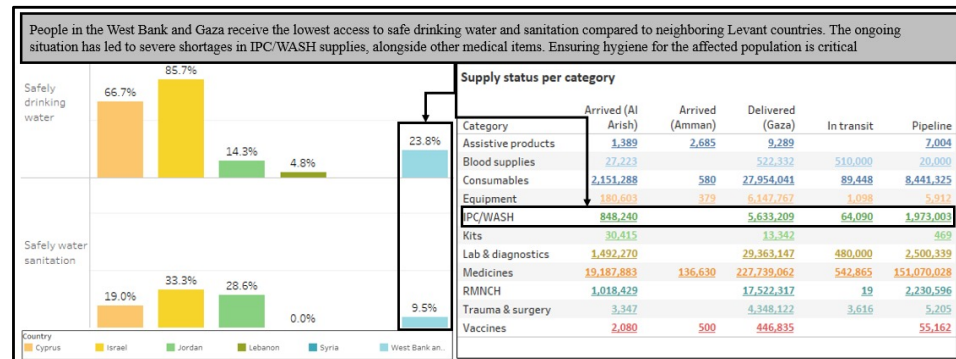 People in the West Bank and Gaza receive the lowest access to safe drinking water and sanitation compared to neighboring Levant countries. The ongoing
situation has led to severe shortages in IPC/WASH supplies, alongside other medical items. Ensuring hygiene for the affected population is critical
Safely
drinking
water
66.7%
85.7%
14.3%
4.8%
23.8%
Safely water
sanitation
19.0%
33.3%
28.6%
0.0%
9.5%
Country
Cyprus Israel Jordan Lebanon Syria West Bank an..
Supply status per category
Category Arrived (Al Arish) Arrived (Amman) Delivered (Gaza) In transit Pipeline
Assistive products 1,389 2,685 9,289 7,004
Blood supplies 27,223 522,332 510,000 20,000
Consumables 2,151,288 580 27,954,041 89,448 8,441,325
Equipment 180,603 379 6,147,767 1,098 5,912
IPC/WASH 848,240 5,633,209 64,090 1,973,003
Kits 30,415 13,342 469
Lab & diagnostics 1,492,270 29,363,147 480,000 2,500,339
Medicines 19,187,883 136,630 227,739,062 542,865 151,070,028
RMNCH 1,018,429 17,522,317 19 2,230,596
Trauma & surgery 3,347 4,348,122 3,616 5,205
Vaccines 2,080 500 446,835 55,162